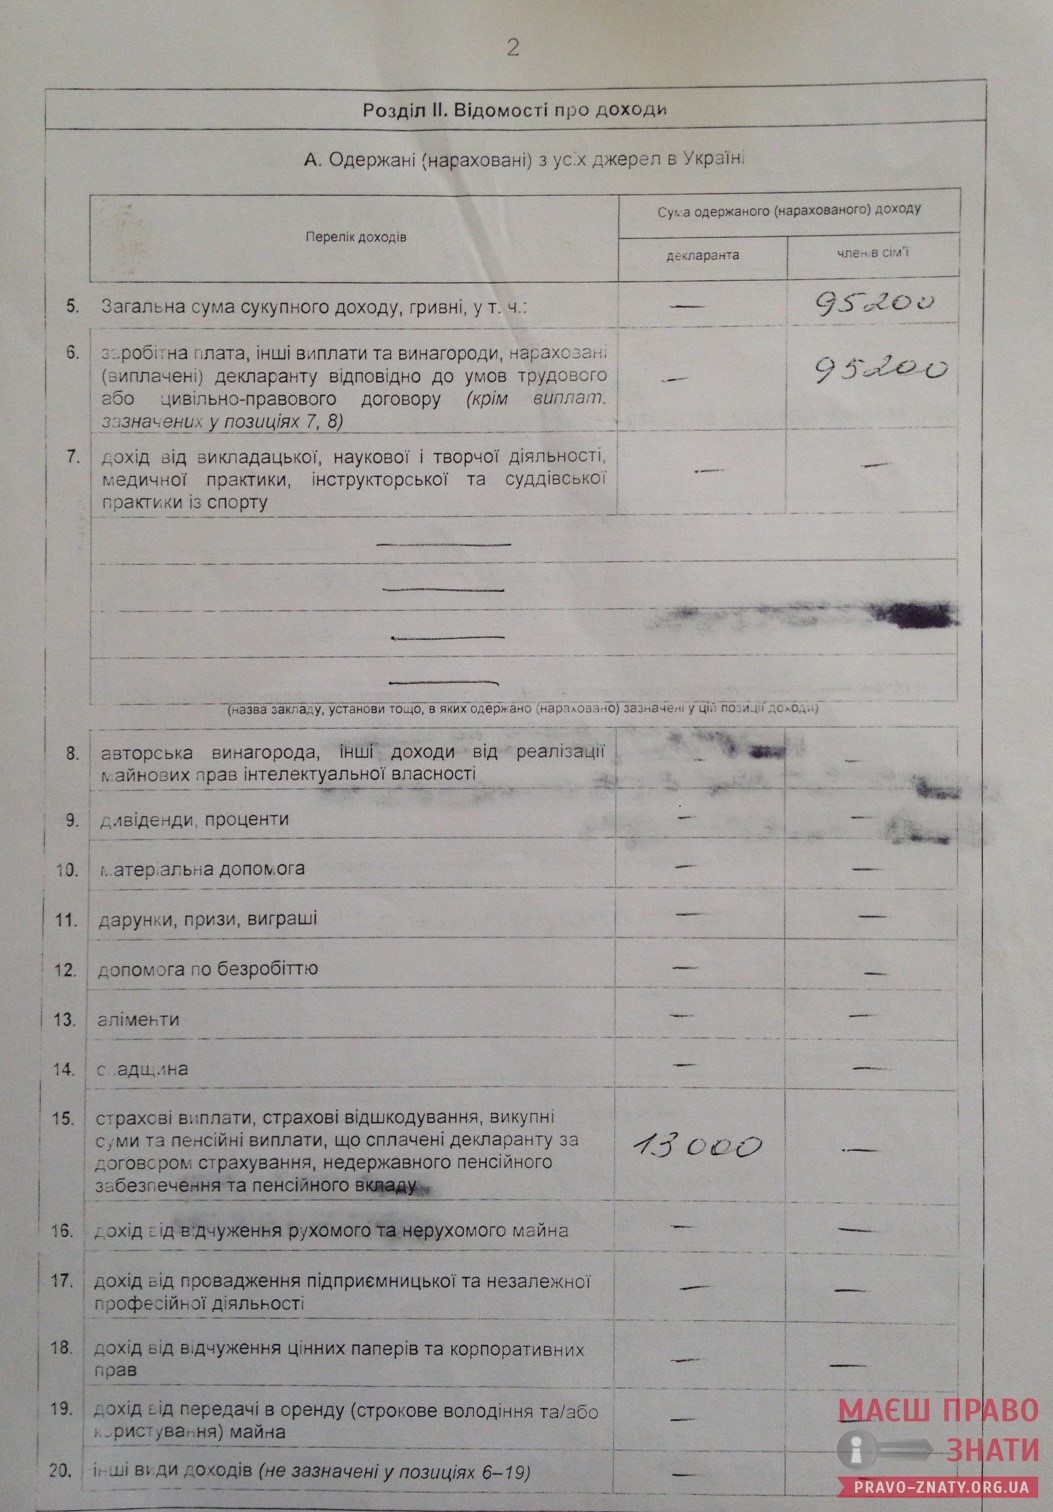 2
Розділ II. Відомості про доходи
А. Одержані (нараховані) з усіх джерел в Україні
Перелік доходів
Сума одержаного (нарахованого) доходу
декларанта
членів сім'ї
5. Загальна сума сукупного доходу, гривні, у т. ч.: — 95200
6. заробітна плата, інші виплати та винагороди, нараховані
(виплачені) декларанту відповідно до умов трудового
або цивільно-правового договору (крім виплат,
зазначених у позиціях 7, 8) — 95200
7. дохід від викладацької, наукової і творчої діяльності,
медичної практики, інструкторської та суддівської
практики із спорту — —
(назва закладу, установи тощо, в яких одержано (нараховано) зазначені у цій позиції доходи)
8. авторська винагорода, інші доходи від реалізації
майнових прав інтелектуальної власності — —
9. дивіденди, проценти — —
10. матеріальна допомога — —
11. дарунки, призи, виграші — —
12. допомога по безробіттю — —
13. аліменти — —
14. спадщина — —
15. страхові виплати, страхові відшкодування, викупні
суми та пенсійні виплати, що сплачені декларанту за
договором страхування, недержавного пенсійного
забезпечення та пенсійного вкладу 13000 —
16. дохід від відчуження рухомого та нерухомого майна — —
17. дохід від провадження підприємницької та незалежної
професійної діяльності — —
18. дохід від відчуження цінних паперів та корпоративних
прав — —
19. дохід від передачі в оренду (строкове володіння та/або
користування) майна — —
20. інші види доходів (не зазначені у позиціях 6–19) — —
МАЄШ ПРАВО
ЗНАТИ
PRAVO-ZNATY.ORG.UA